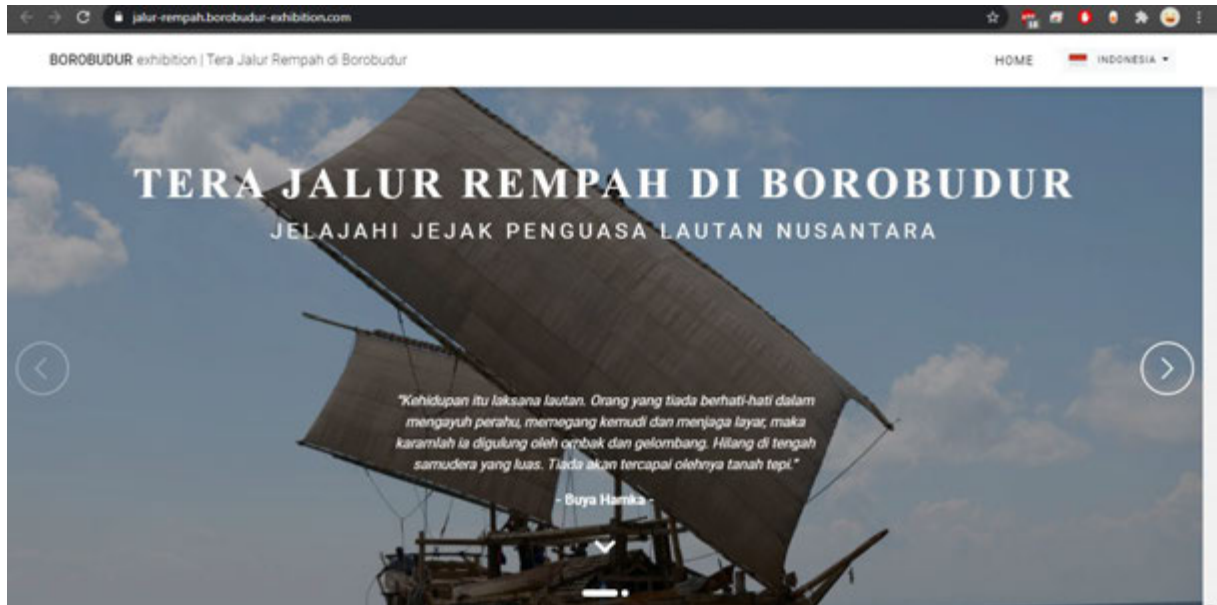 jalur-rempah.borobudur-exhibition.com
BOROBUDUR exhibition | Tera Jalur Rempah di Borobudur
HOME
INDONESIA
TERA JALUR REMPAH DI BOROBUDUR
JELAJAHI JEJAK PENGUASA LAUTAN NUSANTARA
"Kehidupan itu laksana lautan. Orang yang tiada berhati-hati dalam
mengayuh perahu, memegang kemudi dan menjaga layar, maka
karamlah ia digulung oleh ombak dan gelombang. Hilang di tengah
samudera yang luas. Tiada akan tercapai olehnya tanah tepi."
- Buya Hamka -